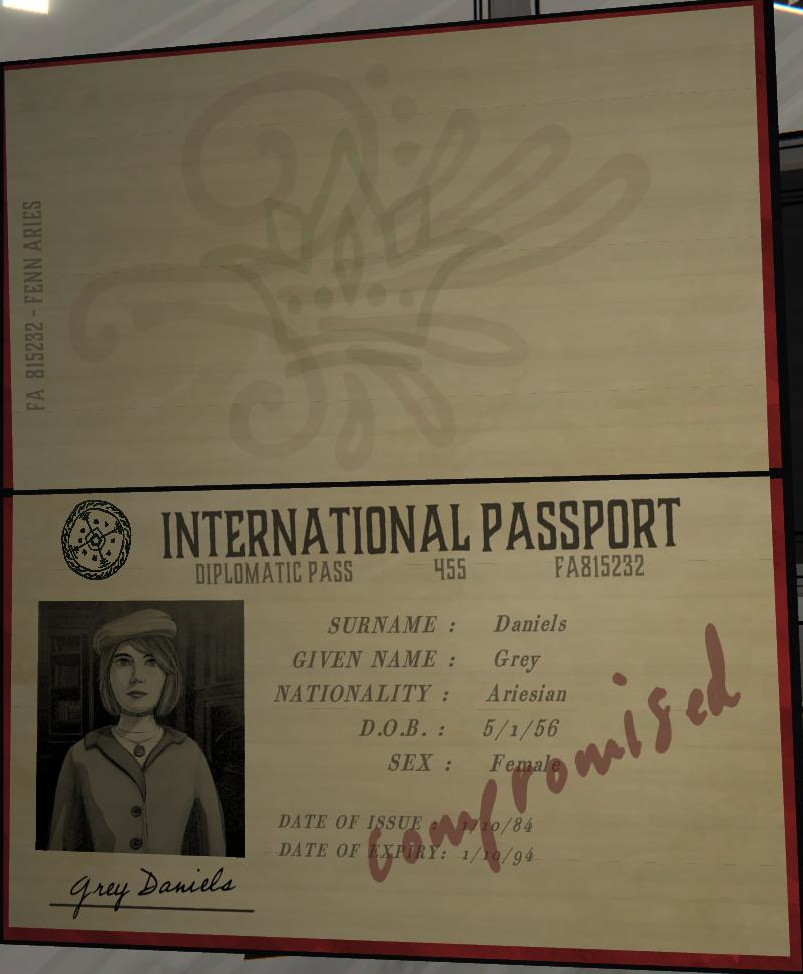 FA 815232 - FENN ARIES
INTERNATIONAL PASSPORT
DIPLOMATIC PASS 455 FA815232
SURNAME : Daniels
GIVEN NAME : Grey
NATIONALITY : Ariesian
D.O.B. : 5/1/56
SEX : Female
compromised
DATE OF ISSUE : 1/10/84
DATE OF EXPIRY: 1/10/94
Grey Daniels